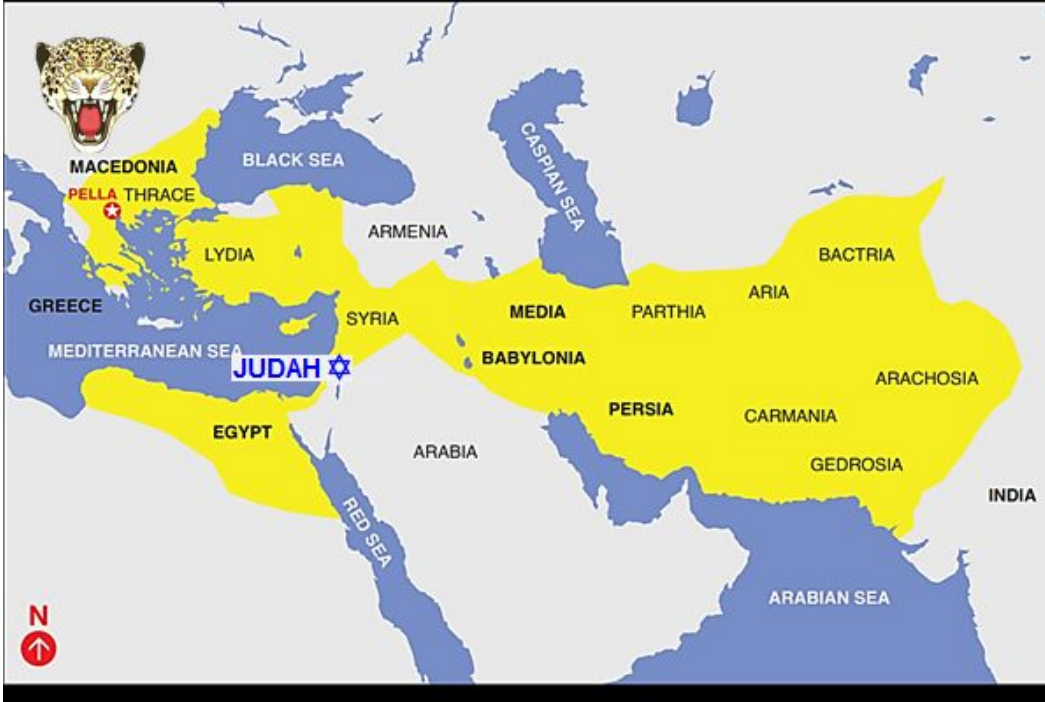 CASPIAN SEA
BLACK SEA
MACEDONIA
PELLA THRACE
ARMENIA
LYDIA
BACTRIA
ARIA
GREECE
SYRIA
MEDIA
PARTHIA
MEDITERRANEAN SEA
JUDAH
BABYLONIA
ARACHOSIA
PERSIA
CARMANIA
EGYPT
ARABIA
GEDROSIA
INDIA
RED SEA
ARABIAN SEA
N